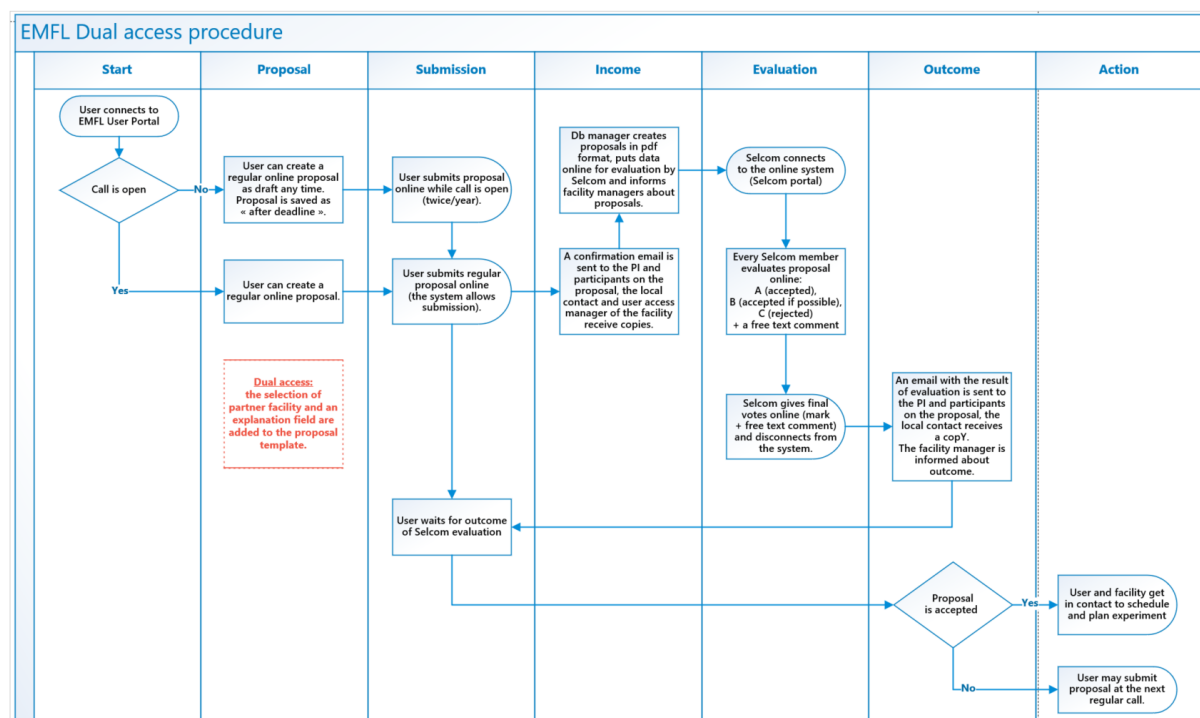 EMFL Dual access procedure
Start
Proposal
Submission
Income
Evaluation
Outcome
Action
User connects to
EMFL User Portal
Call is open
No
Yes
User can create a
regular online proposal
as draft any time.
Proposal is saved as
« after deadline ».
User can create a
regular online proposal.
Dual access:
the selection of
partner facility and an
explanation field are
added to the proposal
template.
User submits proposal
online while call is open
(twice/year).
User submits regular
proposal online
(the system allows
submission).
User waits for outcome
of Selcom evaluation
Db manager creates
proposals in pdf
format, puts data
online for evaluation by
Selcom and informs
facility managers about
proposals.
A confirmation email is
sent to the PI and
participants on the
proposal, the local
contact and user access
manager of the facility
receive copies.
Selcom connects
to the online system
(Selcom portal)
Every Selcom member
evaluates proposal
online:
A (accepted),
B (accepted if possible),
C (rejected)
+ a free text comment
Selcom gives final
votes online (mark
+ free text comment)
and disconnects from
the system.
An email with the result
of evaluation is sent to
the PI and participants
on the proposal, the
local contact receives
a copY.
The facility manager is
informed about
outcome.
Proposal
is accepted
Yes
No
User and facility get
in contact to schedule
and plan experiment
User may submit
proposal at the next
regular call.